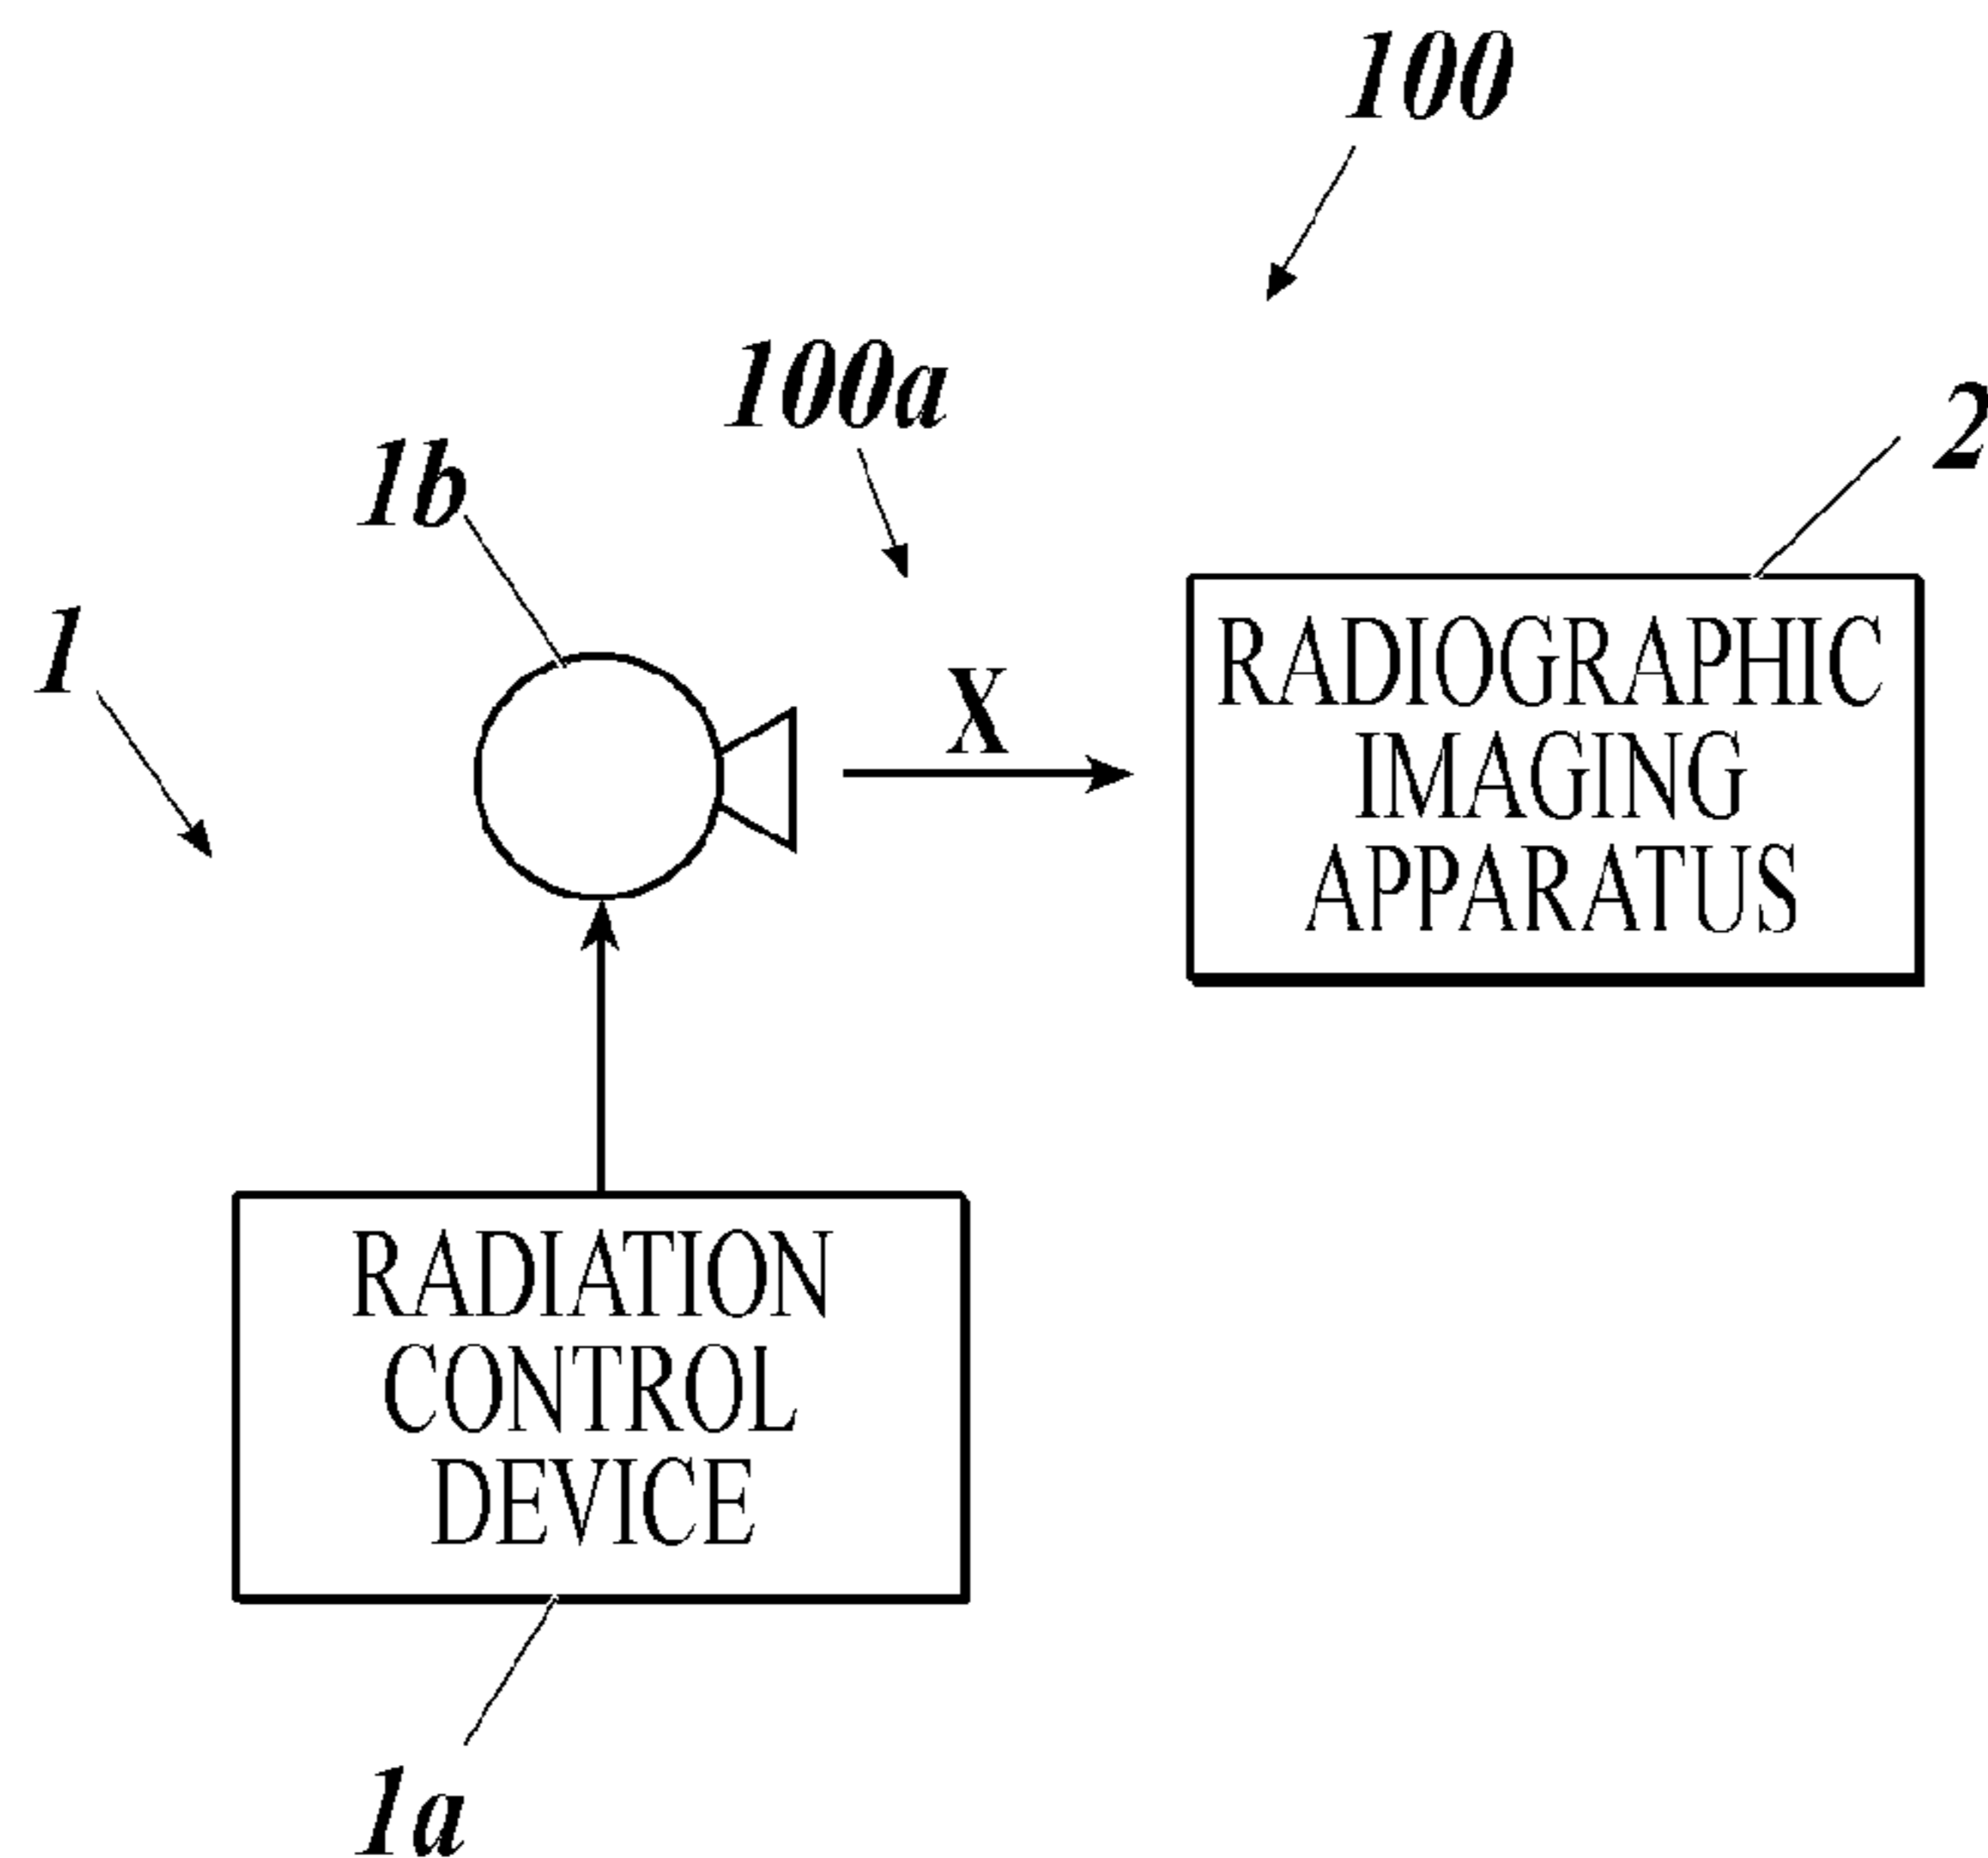 100
100a
1b
2
1
X
RADIOGRAPHIC
IMAGING
APPARATUS
RADIATION
CONTROL
DEVICE
1a